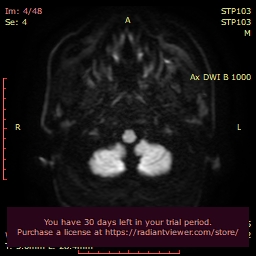 Im: 4/48
Se: 4
A
STP103
STP103
M
Ax DWI B 1000
R
L
You have 30 days left in your trial period.
Purchase a license at https://radiantviewer.com/store/